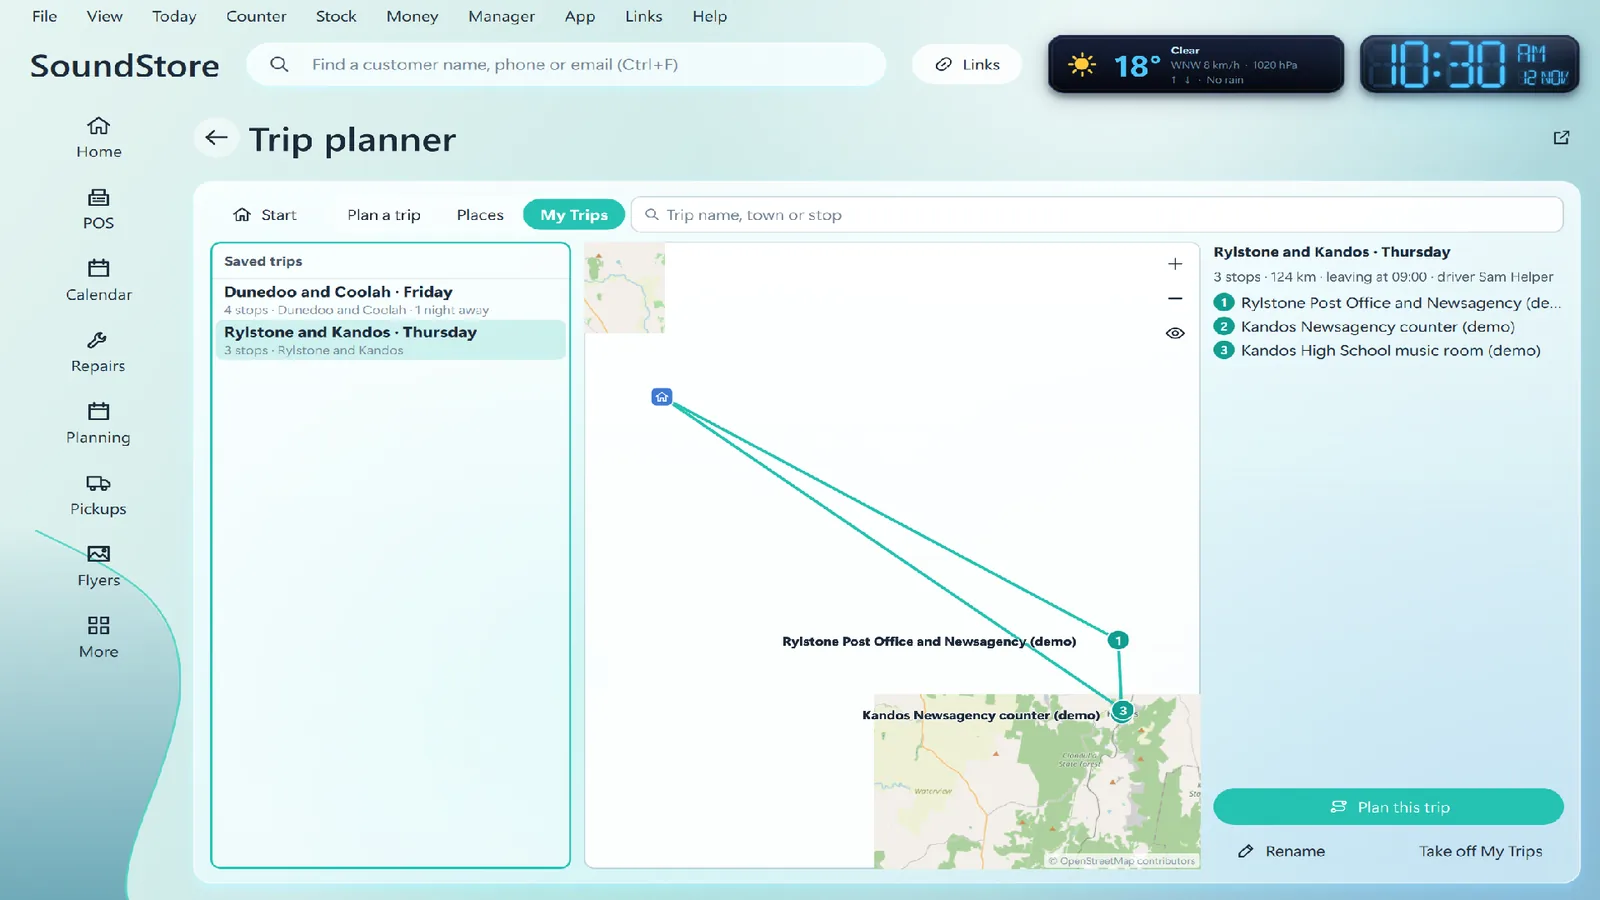 File View Today Counter Stock Money Manager App Links Help
SoundStore
Find a customer name, phone or email (Ctrl+F)
Links
18°
Clear
WNW 8 km/h · 1020 hPa
↑ ↓ · No rain
10:30 AM
12 NOV
Home
POS
Calendar
Repairs
Planning
Pickups
Flyers
More
Trip planner
Start
Plan a trip
Places
My Trips
Trip name, town or stop
Saved trips
Dunedoo and Coolah · Friday
4 stops · Dunedoo and Coolah · 1 night away
Rylstone and Kandos · Thursday
3 stops · Rylstone and Kandos
1
Rylstone Post Office and Newsagency (demo)
3
Kandos Newsagency counter (demo)
State Forest
Waterview
© OpenStreetMap contributors
Rylstone and Kandos · Thursday
3 stops · 124 km · leaving at 09:00 · driver Sam Helper
1 Rylstone Post Office and Newsagency (de...
2 Kandos Newsagency counter (demo)
3 Kandos High School music room (demo)
Plan this trip
Rename
Take off My Trips